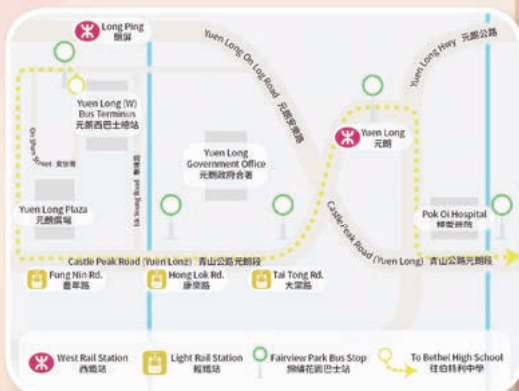 Long Ping
朗屏
Yuen Long On Lok Road 元朗安樂路
Yuen Long Hwy 元朗公路
Yuen Long (W)
Bus Terminus
元朗西巴士總站
Yuen Long
元朗
Yuen Long
Government Office
元朗政府合署
Yuen Long Plaza
元朗廣場
Pok Oi Hospital
博愛醫院
Castle Peak Road (Yuen Long) 青山公路元朗段
Castle Peak Road (Yuen Long) 青山公路元朗段
Fung Nin Rd.
豐年路
Hong Lok Rd.
康樂路
Tai Tong Rd.
大棠路
West Rail Station
西鐵站
Light Rail Station
輕鐵站
Fairview Park Bus Stop
錦繡花園巴士站
To Bethel High School
往伯特利中學